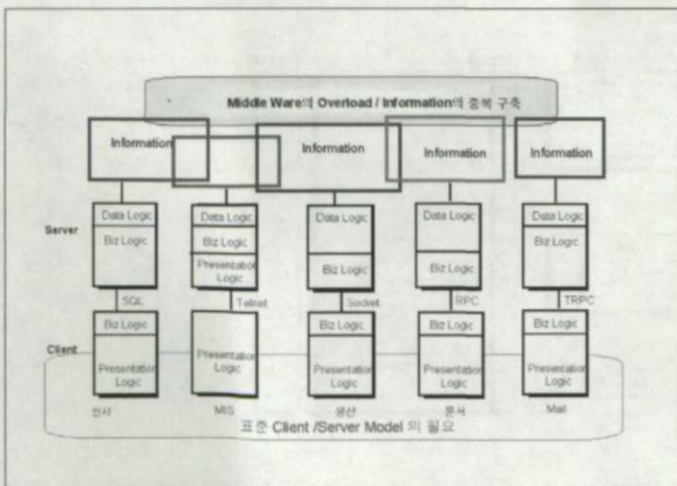 Middle Ware의 Overload / Information의 중복 구축
Information
Information
Information
Information
Server
Data Logic
Biz Logic
Data Logic
Biz Logic
Presentation Logic
Data Logic
Biz Logic
Data Logic
Biz Logic
Data Logic
Biz Logic
SQL
Telnet
Socket
RPC
TRPC
Client
Biz Logic
Presentation Logic
Presentation Logic
Biz Logic
Presentation Logic
Biz Logic
Presentation Logic
Biz Logic
Presentation Logic
인사
MIS
생산
문서
Mail
표준 Client /Server Model 의 필요